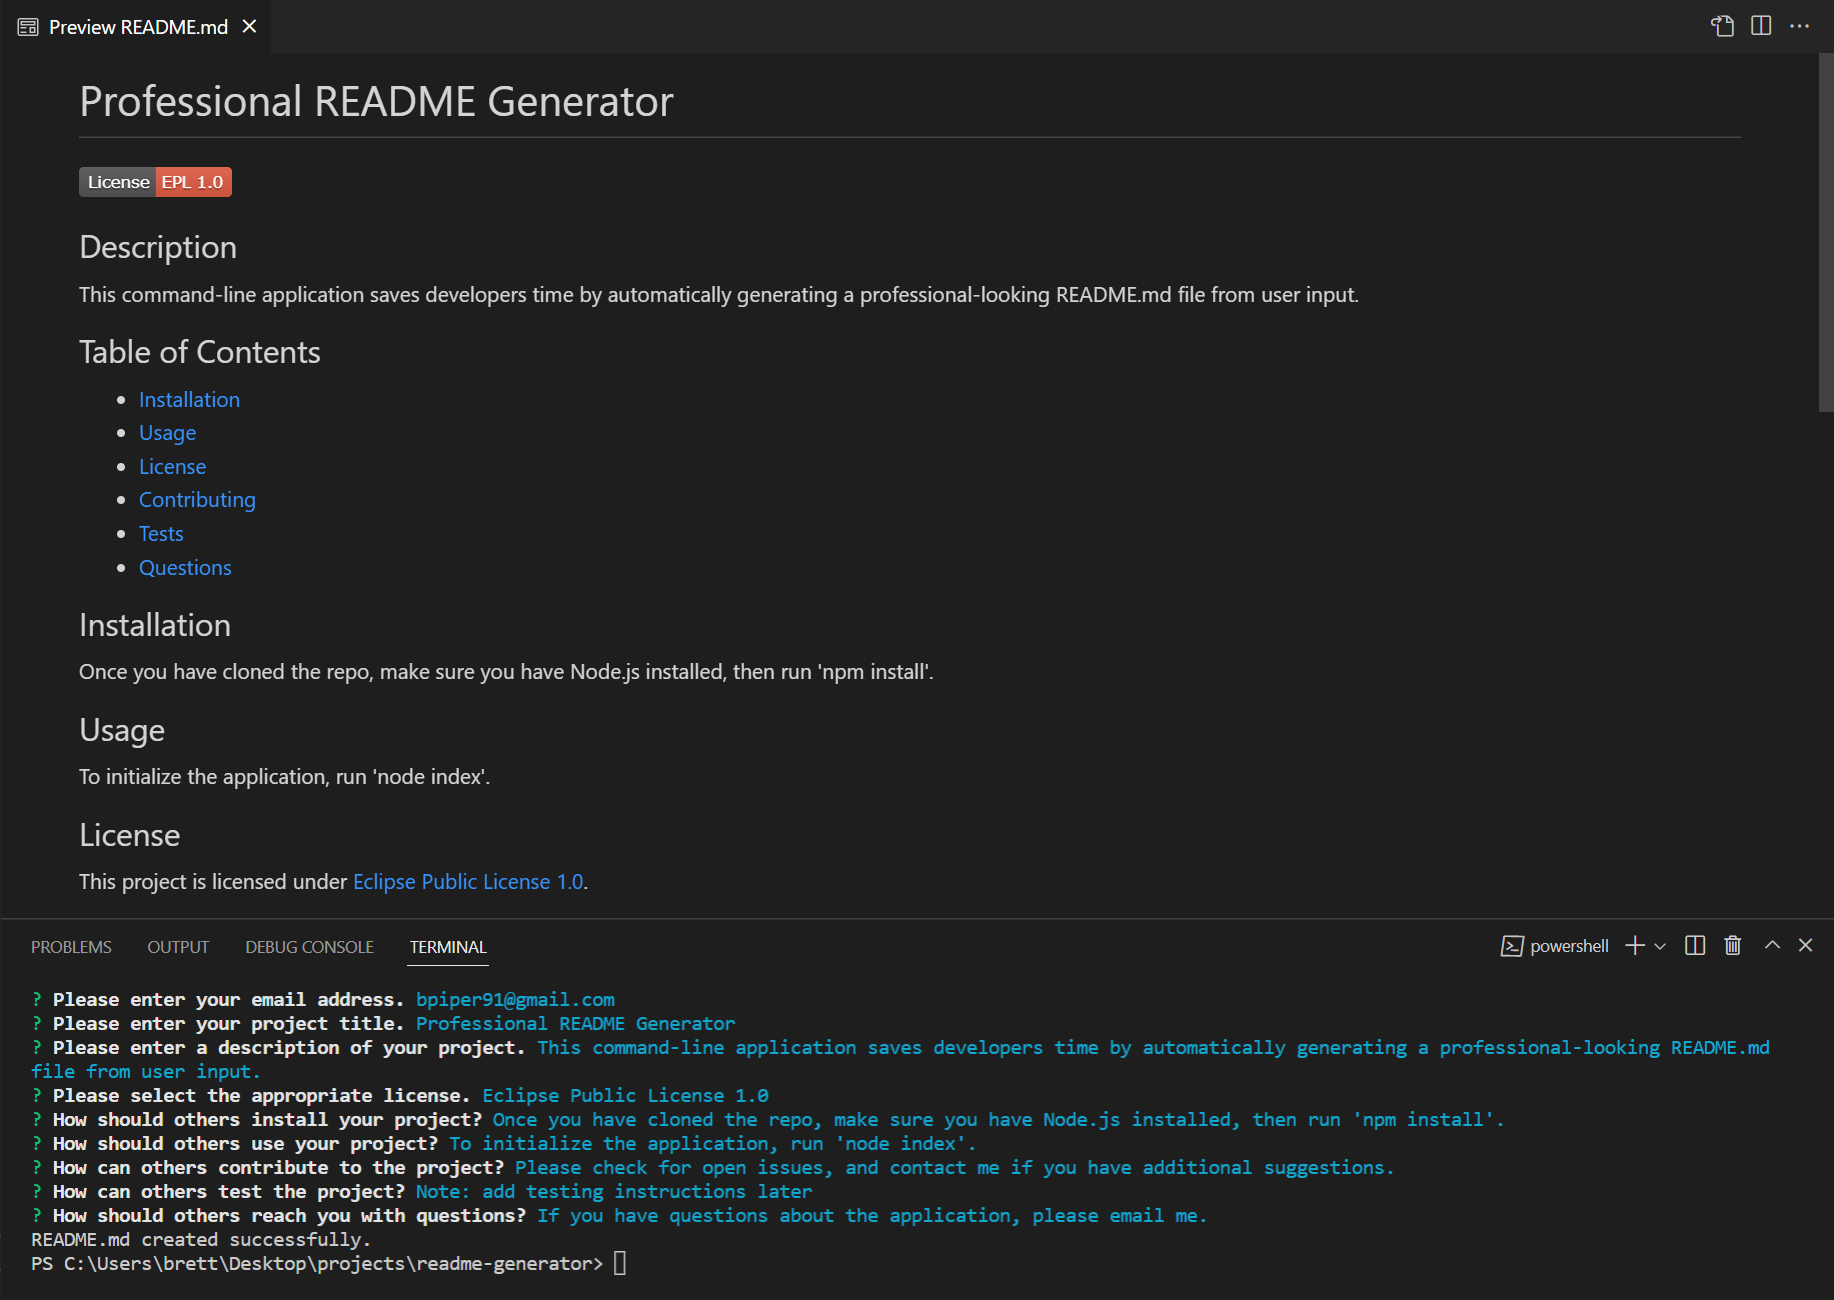 Preview README.md
Professional README Generator
License EPL 1.0
Description
This command-line application saves developers time by automatically generating a professional-looking README.md file from user input.
Table of Contents
Installation
Usage
License
Contributing
Tests
Questions
Installation
Once you have cloned the repo, make sure you have Node.js installed, then run 'npm install'.
Usage
To initialize the application, run 'node index'.
License
This project is licensed under Eclipse Public License 1.0.
PROBLEMS OUTPUT DEBUG CONSOLE TERMINAL powershell
? Please enter your email address. bpiper91@gmail.com
? Please enter your project title. Professional README Generator
? Please enter a description of your project. This command-line application saves developers time by automatically generating a professional-looking README.md
file from user input.
? Please select the appropriate license. Eclipse Public License 1.0
? How should others install your project? Once you have cloned the repo, make sure you have Node.js installed, then run 'npm install'.
? How should others use your project? To initialize the application, run 'node index'.
? How can others contribute to the project? Please check for open issues, and contact me if you have additional suggestions.
? How can others test the project? Note: add testing instructions later
? How should others reach you with questions? If you have questions about the application, please email me.
README.md created successfully.
PS C:\Users\brett\Desktop\projects\readme-generator>